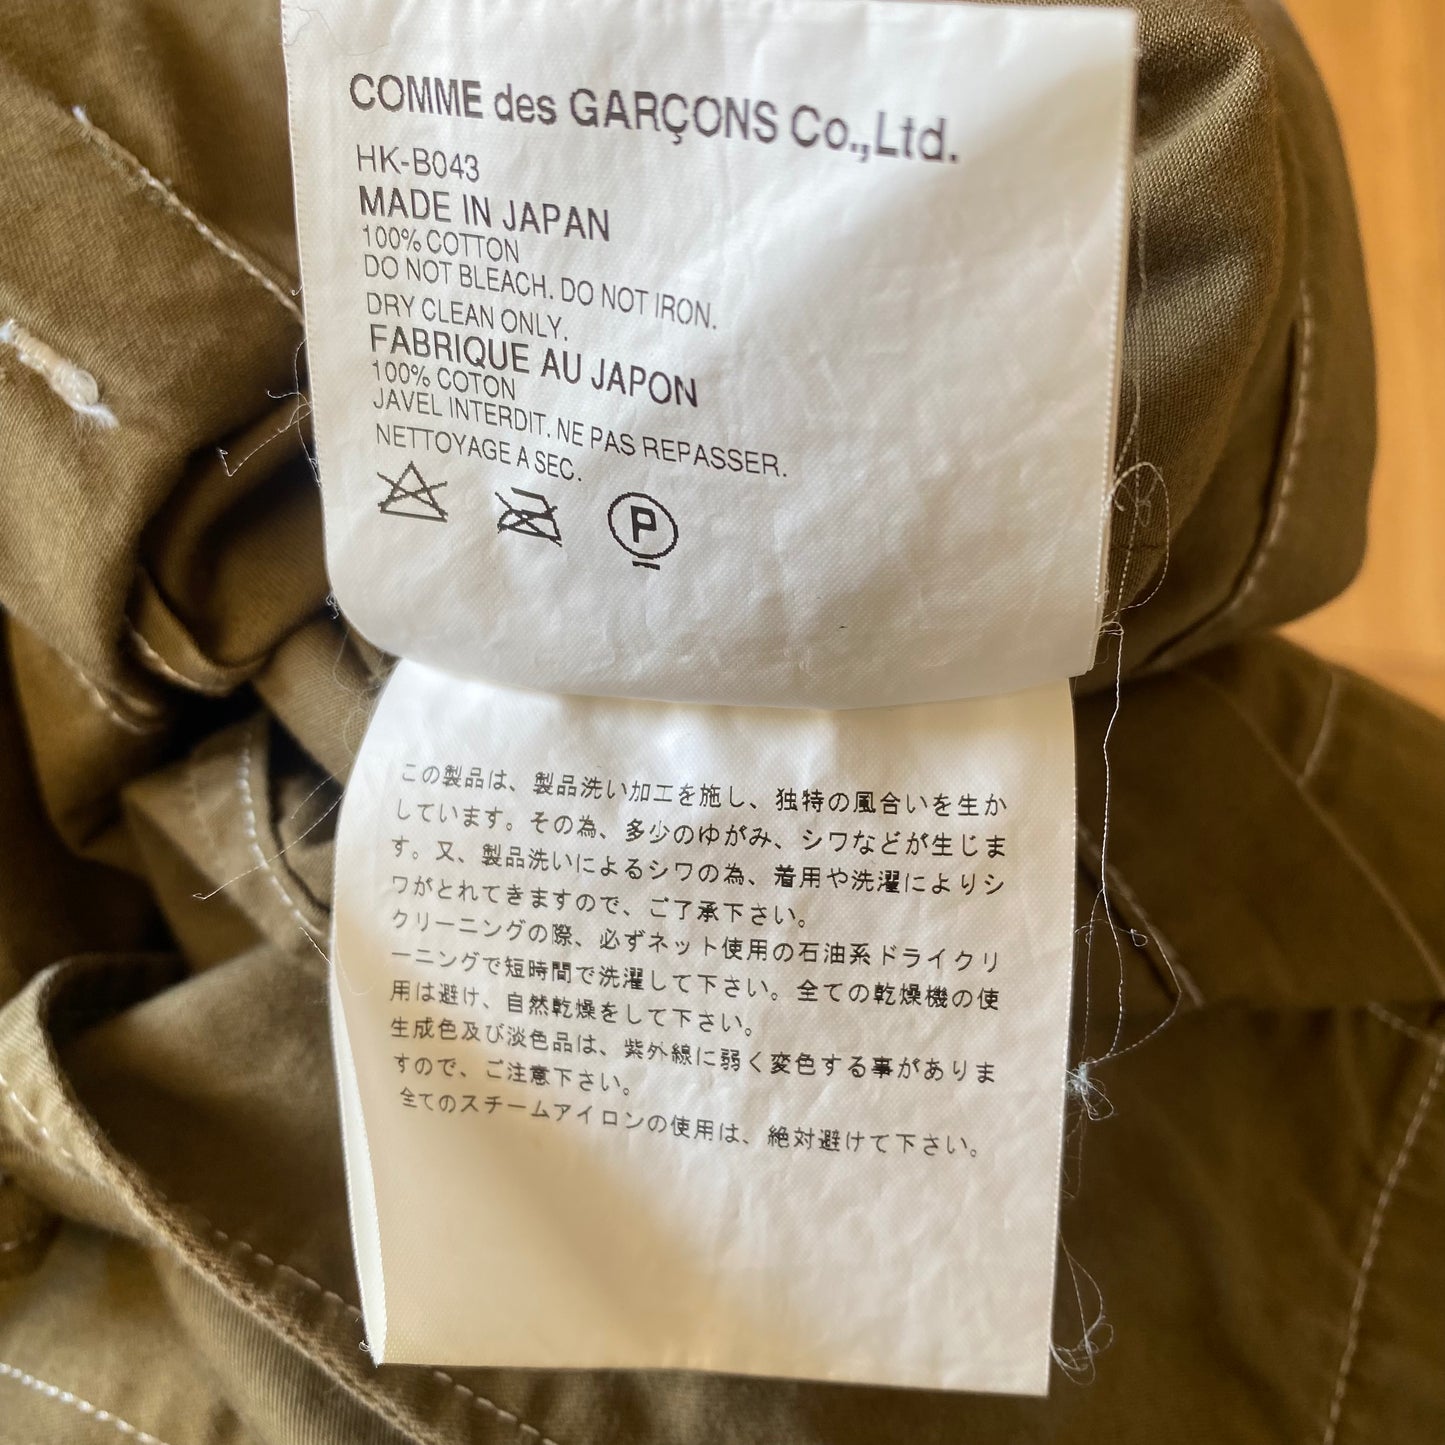 COMME des GARÇONS Co.,Ltd.
HK-B043
MADE IN JAPAN
100% COTTON
DO NOT BLEACH. DO NOT IRON.
DRY CLEAN ONLY.
FABRIQUE AU JAPON
100% COTON
JAVEL INTERDIT. NE PAS REPASSER.
NETTOYAGE A SEC.
P
この製品は、製品洗い加工を施し、独特の風合いを生か
しています。その為、多少のゆがみ、シワなどが生じま
す。又、製品洗いによるシワの為、着用や洗濯によりシ
ワがとれてきますので、ご了承下さい。
クリーニングの際、必ずネット使用の石油系ドライクリ
ーニングで短時間で洗濯して下さい。全ての乾燥機の使
用は避け、自然乾燥をして下さい。
生成色及び淡色品は、紫外線に弱く変色する事がありま
すので、ご注意下さい。
全てのスチームアイロンの使用は、絶対避けて下さい。